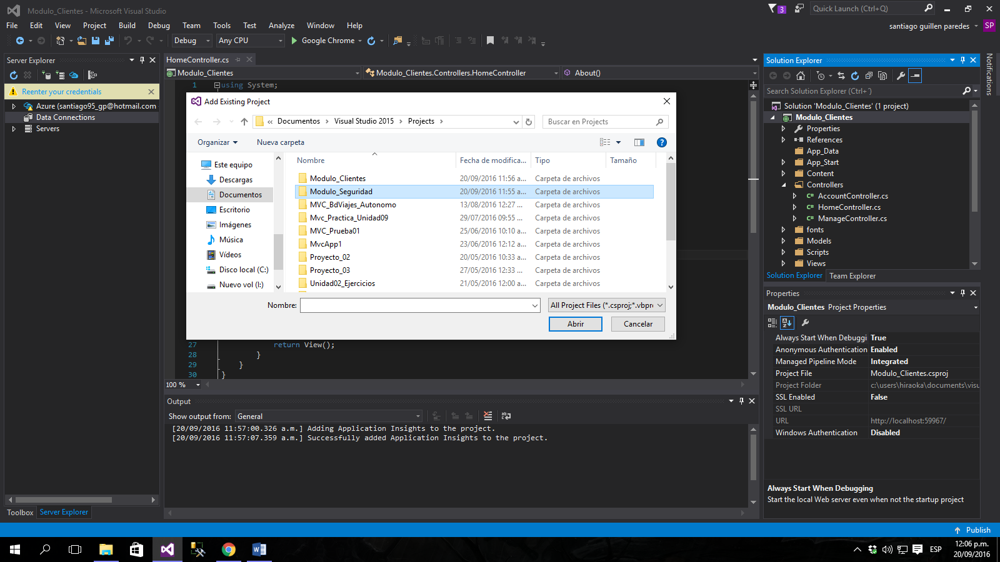 Modulo_Clientes - Microsoft Visual Studio
3
Quick Launch (Ctrl+Q)
File Edit View Project Build Debug Team Tools Test Analyze Window Help
santiago guillen paredes
SP
Debug
Any CPU
Google Chrome
Server Explorer
Reenter your credentials
Azure (santiago95_gp@hotmail.com
Data Connections
Servers
Toolbox
Server Explorer
HomeController.cs
Modulo_Clientes
Modulo_Clientes.Controllers.HomeController
About()
1 using System;
Add Existing Project
« Documentos > Visual Studio 2015 > Projects >
Buscar en Projects
Organizar
Nueva carpeta
Este equipo
Descargas
Documentos
Escritorio
Imágenes
Música
Vídeos
Disco local (C:)
Nuevo vol (I:)
Nombre Fecha de modifica... Tipo Tamaño
Modulo_Clientes 20/09/2016 11:56 a... Carpeta de archivos
Modulo_Seguridad 20/09/2016 11:55 a... Carpeta de archivos
MVC_BdViajes_Autonomo 13/08/2016 12:27 ... Carpeta de archivos
Mvc_Practica_Unidad09 29/07/2016 09:55 ... Carpeta de archivos
MVC_Prueba01 25/06/2016 10:10 a... Carpeta de archivos
MvcApp1 23/06/2016 12:12 a... Carpeta de archivos
Proyecto_02 20/05/2016 10:33 a... Carpeta de archivos
Proyecto_03 27/05/2016 12:33 ... Carpeta de archivos
Unidad02_Ejercicios 21/05/2016 12:00 a... Carpeta de archivos
Nombre:
All Project Files (*.csproj;*.vbpro
Abrir
Cancelar
27 return View();
28 }
29 }
30 }
100 %
Output
Show output from: General
[20/09/2016 11:57:00.326 a.m.] Adding Application Insights to the project.
[20/09/2016 11:57:07.359 a.m.] Successfully added Application Insights to the project.
Solution Explorer
Search Solution Explorer (Ctrl+´)
Solution 'Modulo_Clientes' (1 project)
Modulo_Clientes
Properties
References
App_Data
App_Start
Content
Controllers
C# AccountController.cs
C# HomeController.cs
C# ManageController.cs
fonts
Models
Scripts
Views
Solution Explorer
Team Explorer
Notifications
Properties
Modulo_Clientes Project Properties
Always Start When Debuggi True
Anonymous Authentication Enabled
Managed Pipeline Mode Integrated
Project File Modulo_Clientes.csproj
Project Folder c:\users\hiraoka\documents\visu
SSL Enabled False
SSL URL
URL http://localhost:59967/
Windows Authentication Disabled
Always Start When Debugging
Start the local Web server even when not the startup project
Publish
ESP
12:06 p.m.
20/09/2016